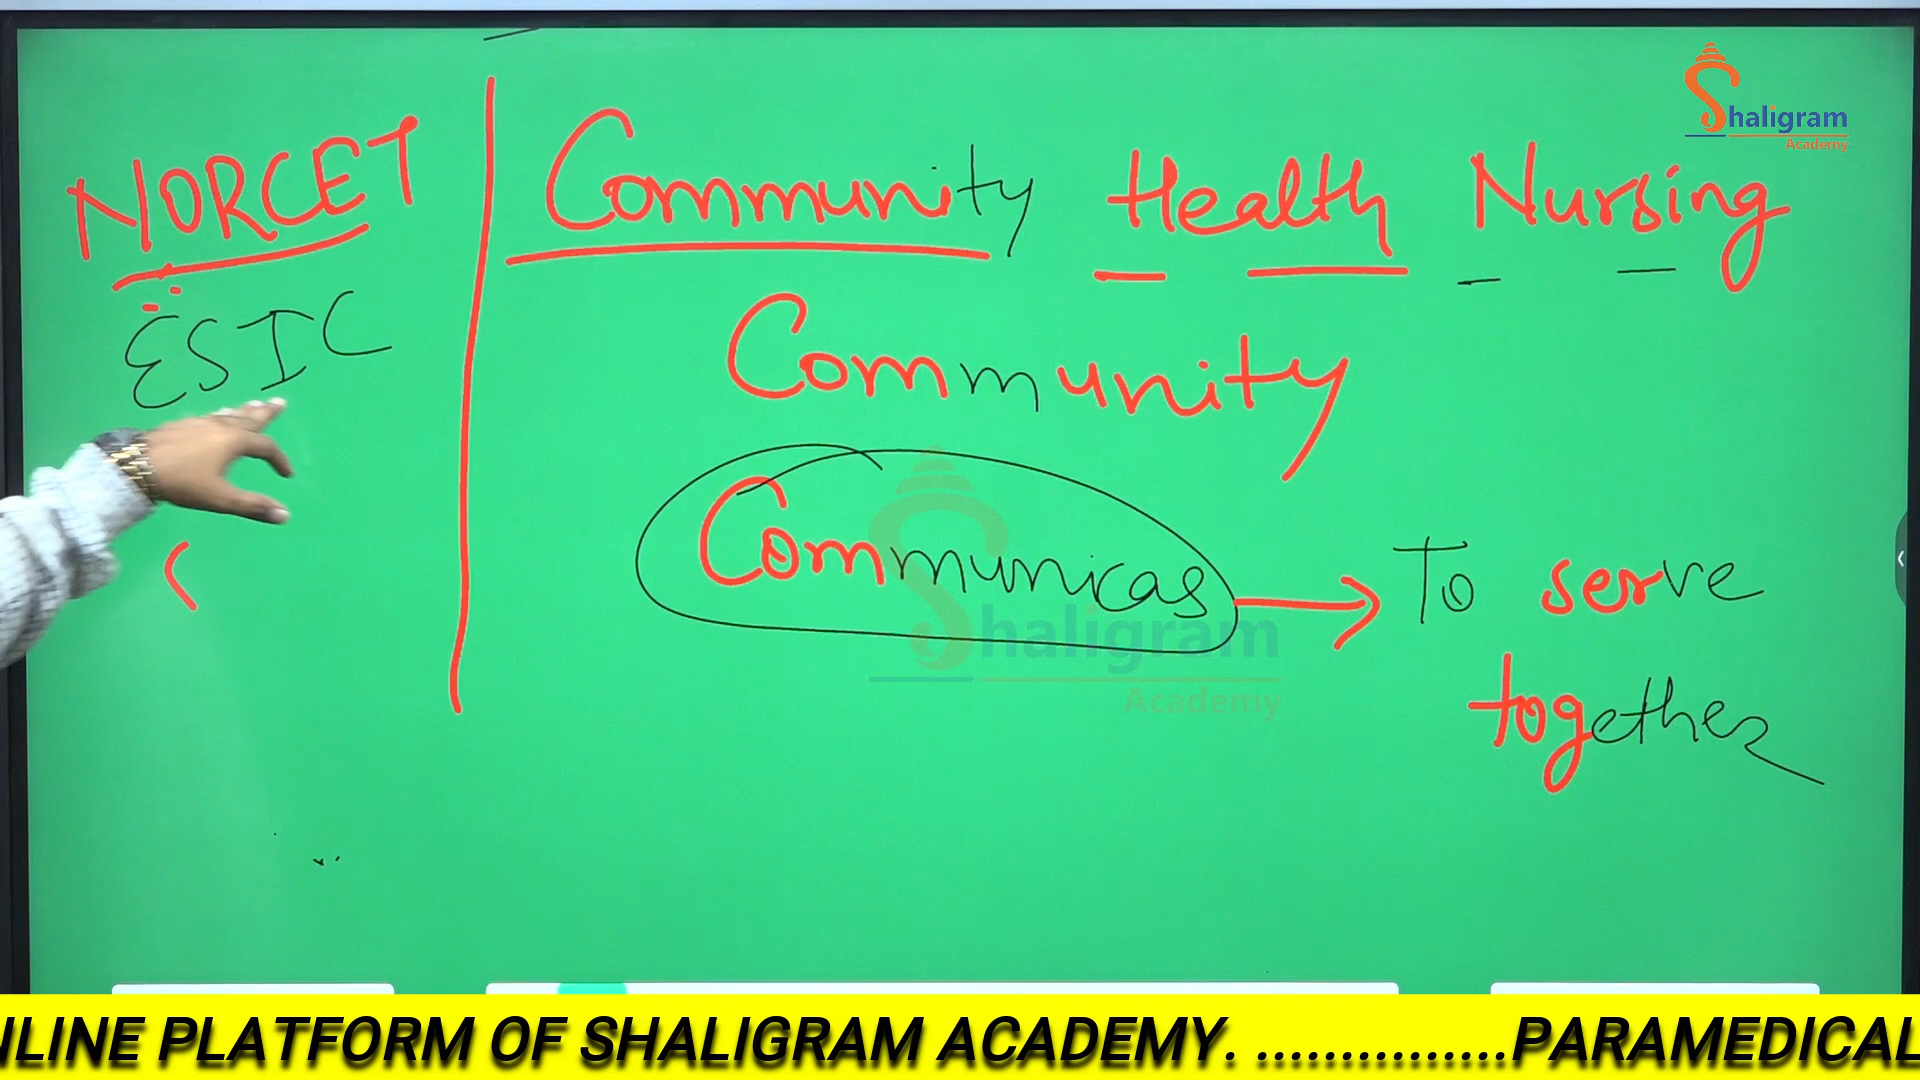 Shaligram
Academy
NORCET
ESIC
Community Health Nursing
Community
Communicas → To serve
together
Shaligram
Academy
NLINE PLATFORM OF SHALIGRAM ACADEMY. ...............PARAMEDICAL